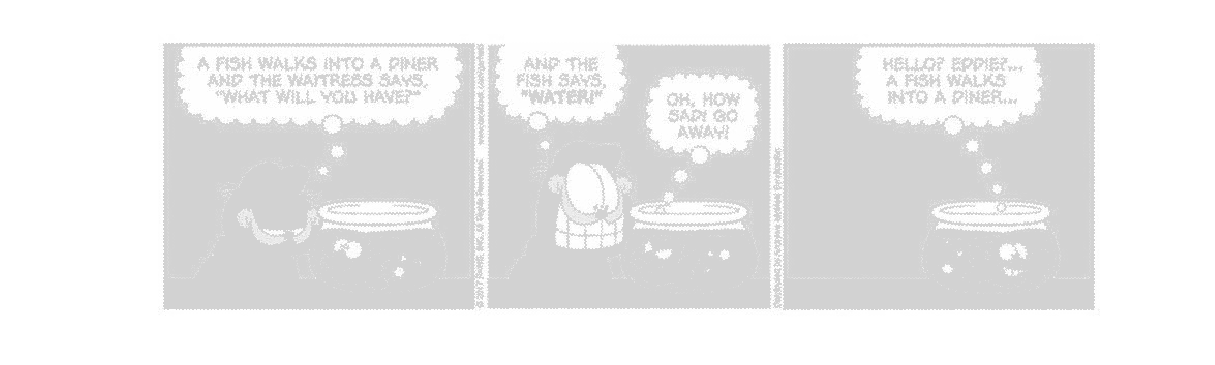 A FISH WALKS INTO A DINER
AND THE WAITRESS SAYS,
"WHAT WILL YOU HAVE?"
AND THE
FISH SAYS,
"WATER!"
OH, HOW
SAD! GO
AWAY!
HELLO? EDDIE?...
A FISH WALKS
INTO A DINER...